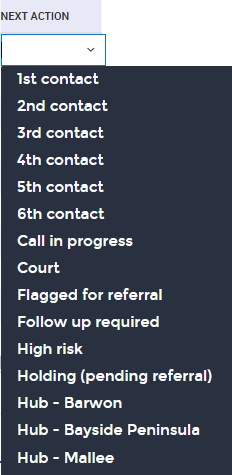 NEXT ACTION
1st contact
2nd contact
3rd contact
4th contact
5th contact
6th contact
Call in progress
Court
Flagged for referral
Follow up required
High risk
Holding (pending referral)
Hub - Barwon
Hub - Bayside Peninsula
Hub - Mallee